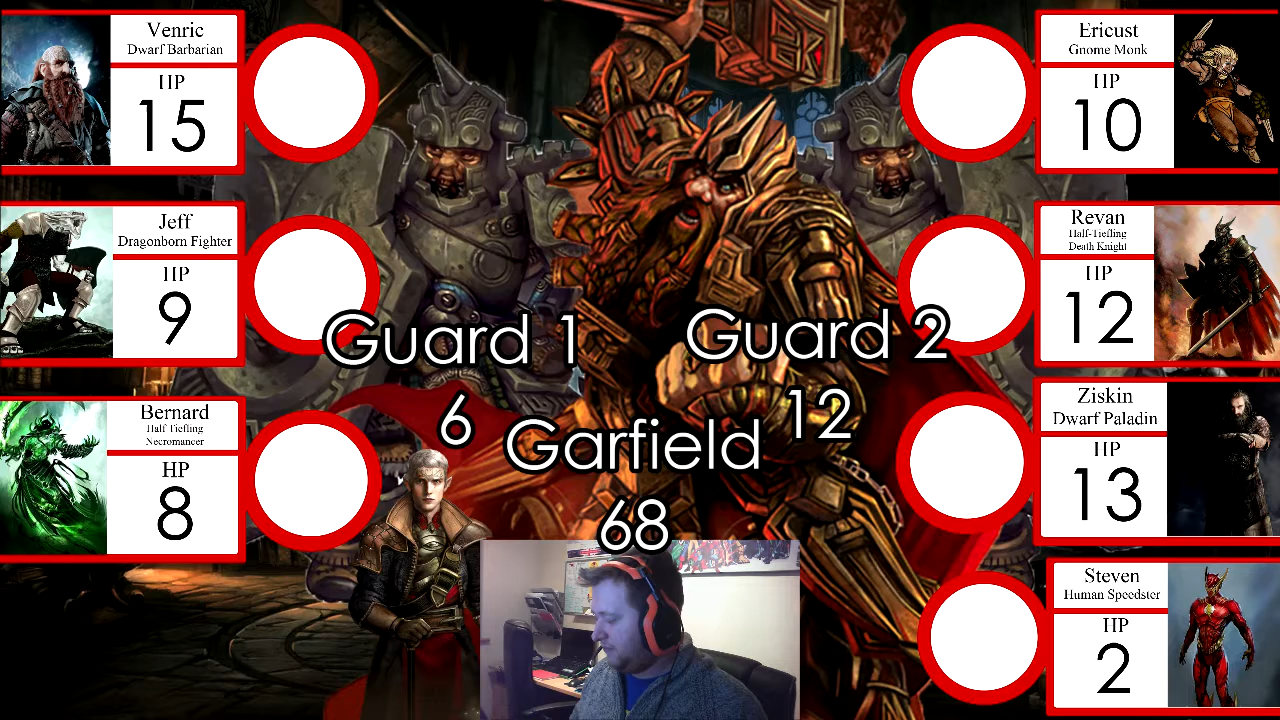 Venric
Dwarf Barbarian
HP
15
Jeff
Dragonborn Fighter
HP
9
Bernard
Half Tiefling
Necromancer
HP
8
Guard 1
6
Guard 2
12
Garfield
68
Ericust
Gnome Monk
HP
10
Revan
Half-Tiefling
Death Knight
HP
12
Ziskin
Dwarf Paladin
HP
13
Steven
Human Speedster
HP
2